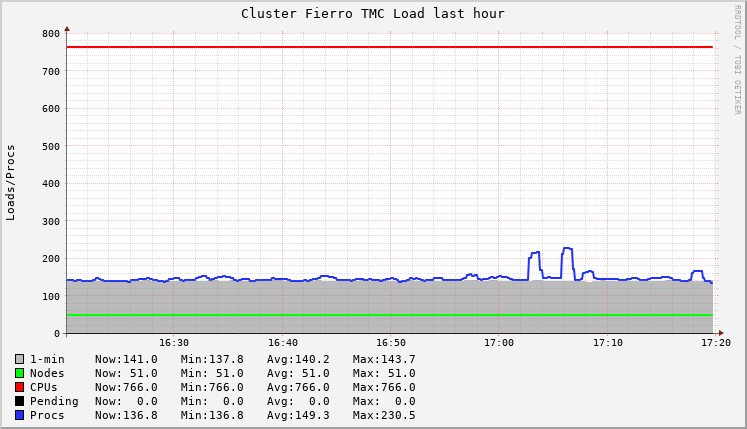 Cluster Fierro TMC Load last hour
RRDTOOL / TOBI OETIKER
Loads/Procs
800
700
600
500
400
300
200
100
0
16:30 16:40 16:50 17:00 17:10 17:20
1-min Now:141.0 Min:137.8 Avg:140.2 Max:143.7
Nodes Now: 51.0 Min: 51.0 Avg: 51.0 Max: 51.0
CPUs Now:766.0 Min:766.0 Avg:766.0 Max:766.0
Pending Now: 0.0 Min: 0.0 Avg: 0.0 Max: 0.0
Procs Now:136.8 Min:136.8 Avg:149.3 Max:230.5